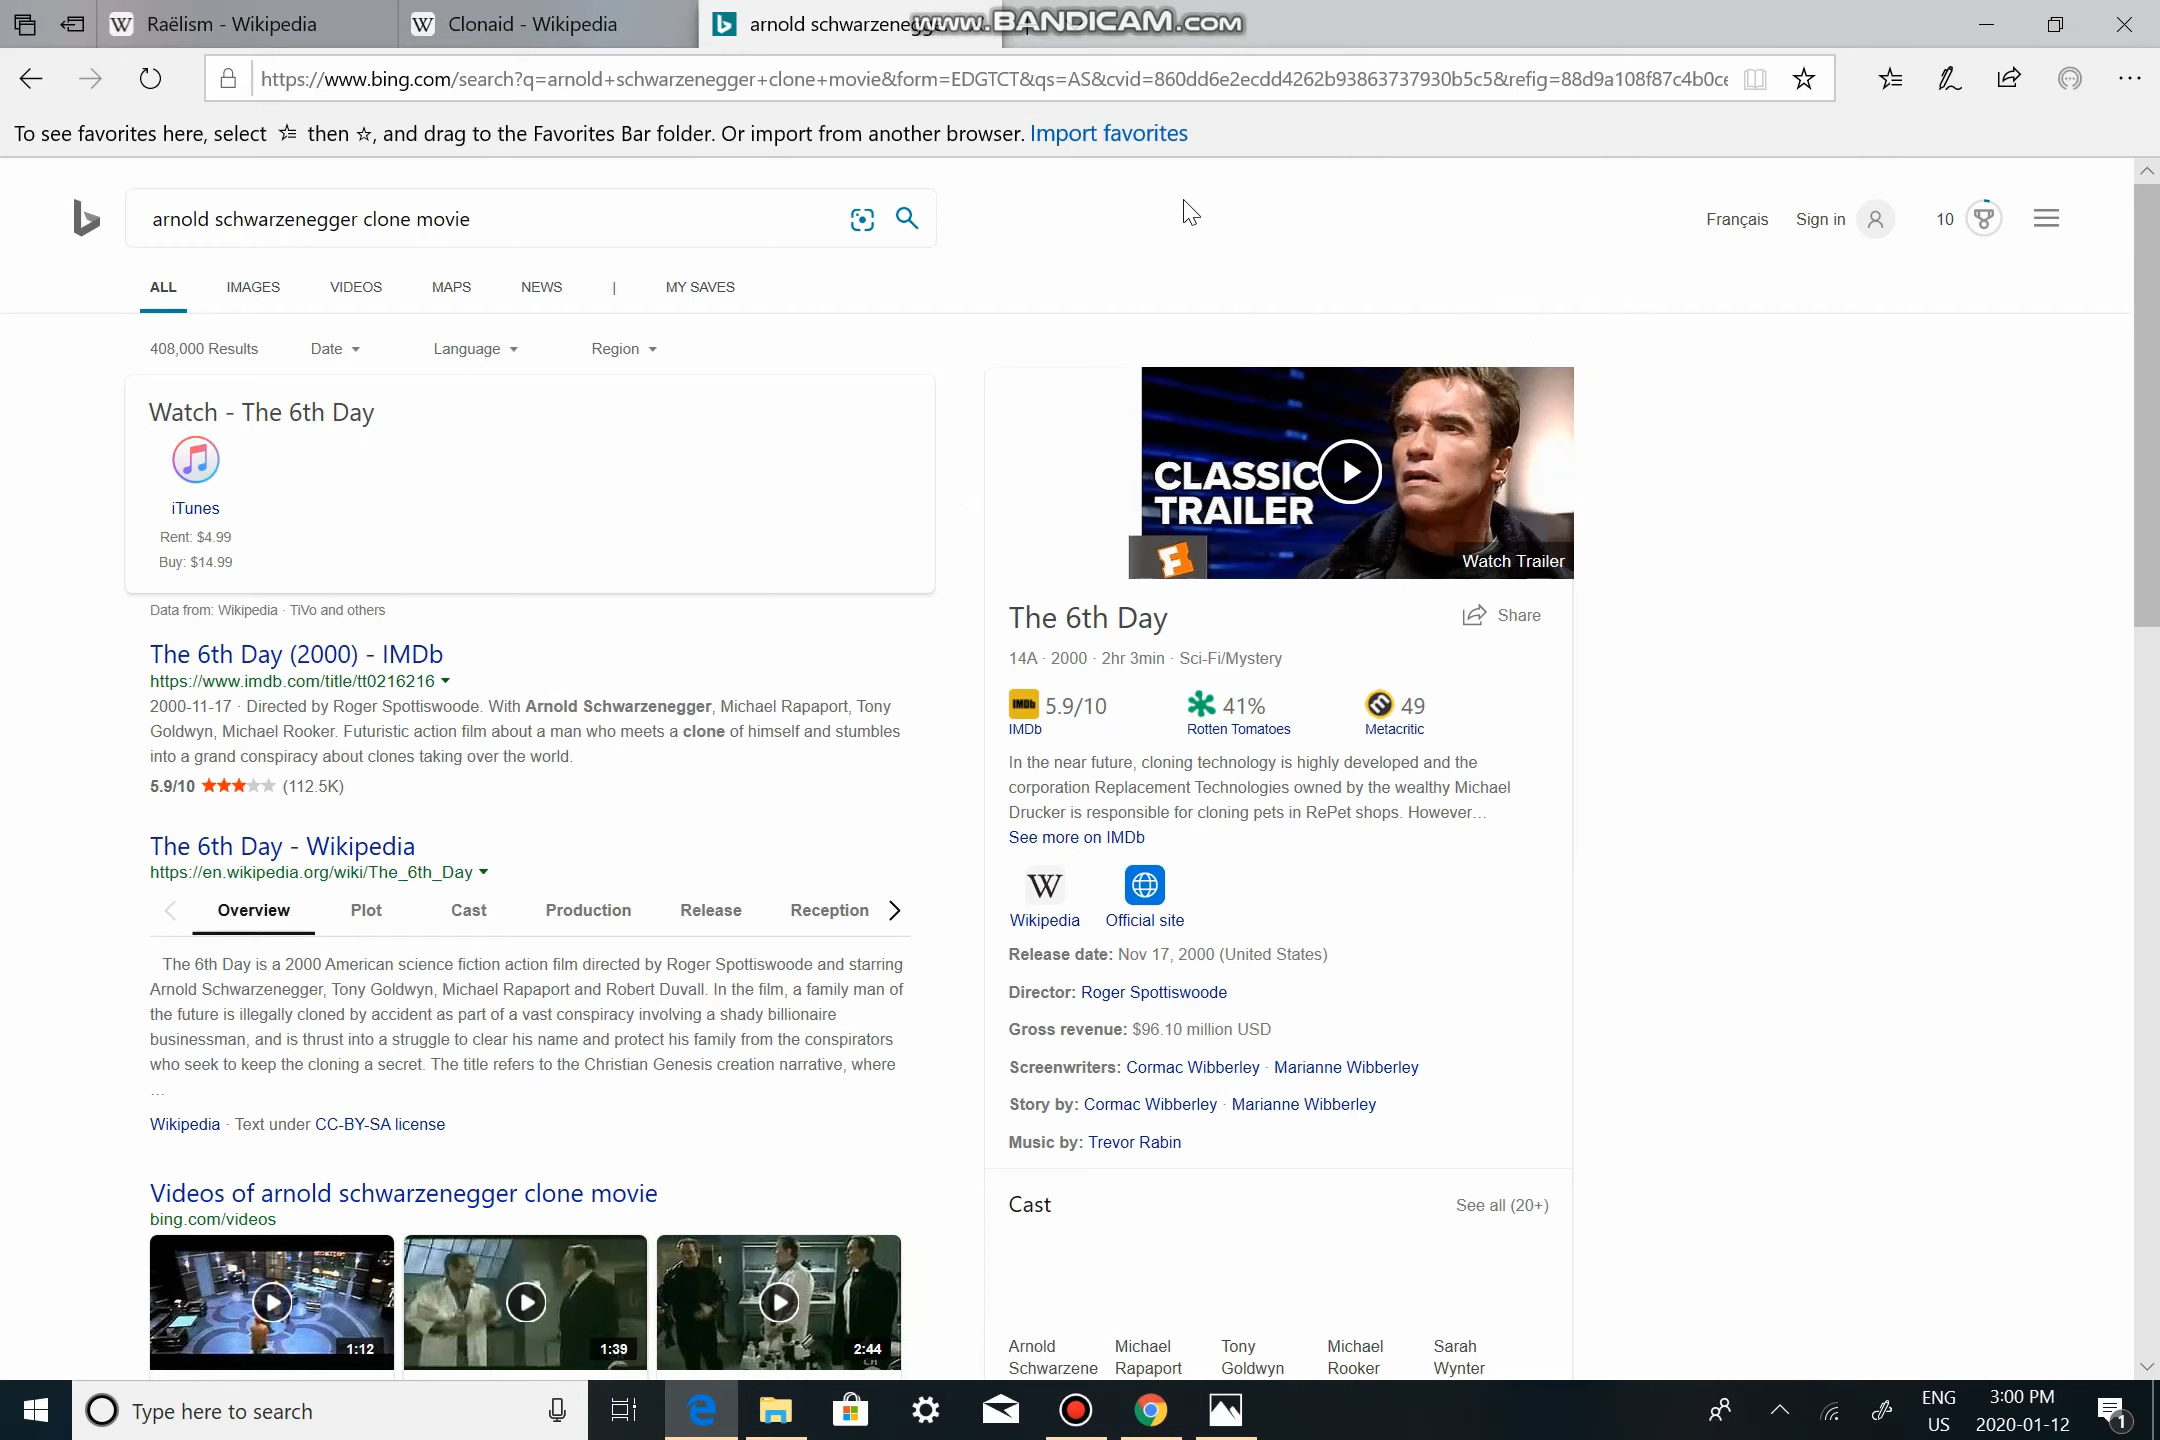 Raëlism - Wikipedia
Clonaid - Wikipedia
arnold schwarzeneg
www.BANDICAM.com
https://www.bing.com/search?q=arnold+schwarzenegger+clone+movie&form=EDGTCT&qs=AS&cvid=860dd6e2ecdd4262b93863737930b5c5&refig=88d9a108f87c4b0ce
To see favorites here, select then ☆, and drag to the Favorites Bar folder. Or import from another browser. Import favorites
arnold schwarzenegger clone movie
Français Sign in 10
ALL IMAGES VIDEOS MAPS NEWS | MY SAVES
408,000 Results Date Language Region
Watch - The 6th Day
iTunes
Rent: $4.99
Buy: $14.99
Data from: Wikipedia · TiVo and others
The 6th Day (2000) - IMDb
https://www.imdb.com/title/tt0216216
2000-11-17 · Directed by Roger Spottiswoode. With Arnold Schwarzenegger, Michael Rapaport, Tony
Goldwyn, Michael Rooker. Futuristic action film about a man who meets a clone of himself and stumbles
into a grand conspiracy about clones taking over the world.
5.9/10 (112.5K)
The 6th Day - Wikipedia
https://en.wikipedia.org/wiki/The_6th_Day
Overview Plot Cast Production Release Reception
The 6th Day is a 2000 American science fiction action film directed by Roger Spottiswoode and starring
Arnold Schwarzenegger, Tony Goldwyn, Michael Rapaport and Robert Duvall. In the film, a family man of
the future is illegally cloned by accident as part of a vast conspiracy involving a shady billionaire
businessman, and is thrust into a struggle to clear his name and protect his family from the conspirators
who seek to keep the cloning a secret. The title refers to the Christian Genesis creation narrative, where
...
Wikipedia · Text under CC-BY-SA license
Videos of arnold schwarzenegger clone movie
bing.com/videos
1:12
1:39
2:44
CLASSIC
TRAILER
F
Watch Trailer
The 6th Day
Share
14A · 2000 · 2hr 3min · Sci-Fi/Mystery
IMDb 5.9/10 41% 49
IMDb Rotten Tomatoes Metacritic
In the near future, cloning technology is highly developed and the
corporation Replacement Technologies owned by the wealthy Michael
Drucker is responsible for cloning pets in RePet shops. However...
See more on IMDb
W
Wikipedia Official site
Release date: Nov 17, 2000 (United States)
Director: Roger Spottiswoode
Gross revenue: $96.10 million USD
Screenwriters: Cormac Wibberley · Marianne Wibberley
Story by: Cormac Wibberley · Marianne Wibberley
Music by: Trevor Rabin
Cast
See all (20+)
Arnold Michael Tony Michael Sarah
Schwarzene Rapaport Goldwyn Rooker Wynter
Type here to search
ENG
US
3:00 PM
2020-01-12
1